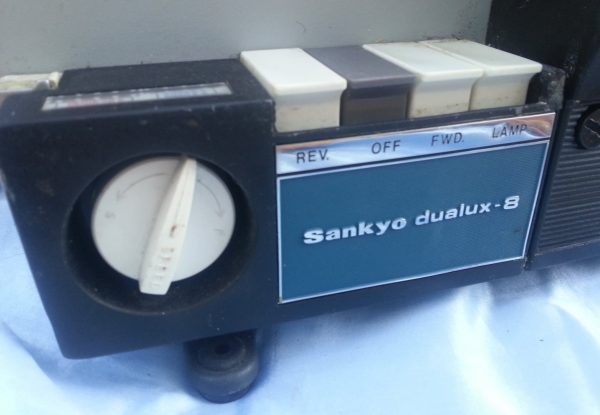 REV. OFF FWD. LAMP
Sankyo dualux-8